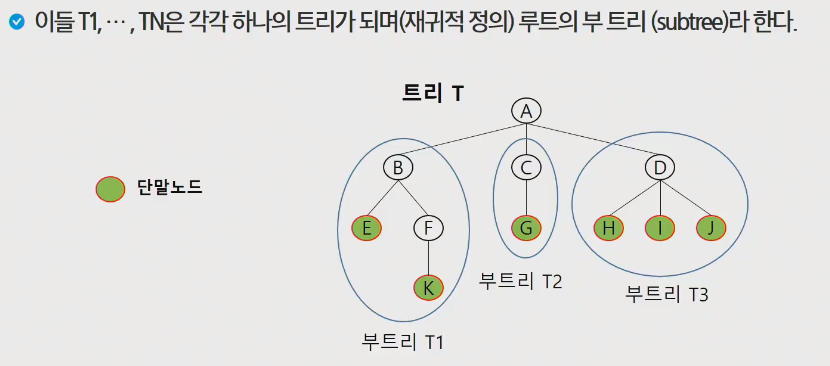 이들 T1, … , TN은 각각 하나의 트리가 되며(재귀적 정의) 루트의 부 트리 (subtree)라 한다.
트리 T
A
B
C
D
단말노드
E
F
G
H
I
J
K
부트리 T2
부트리 T3
부트리 T1